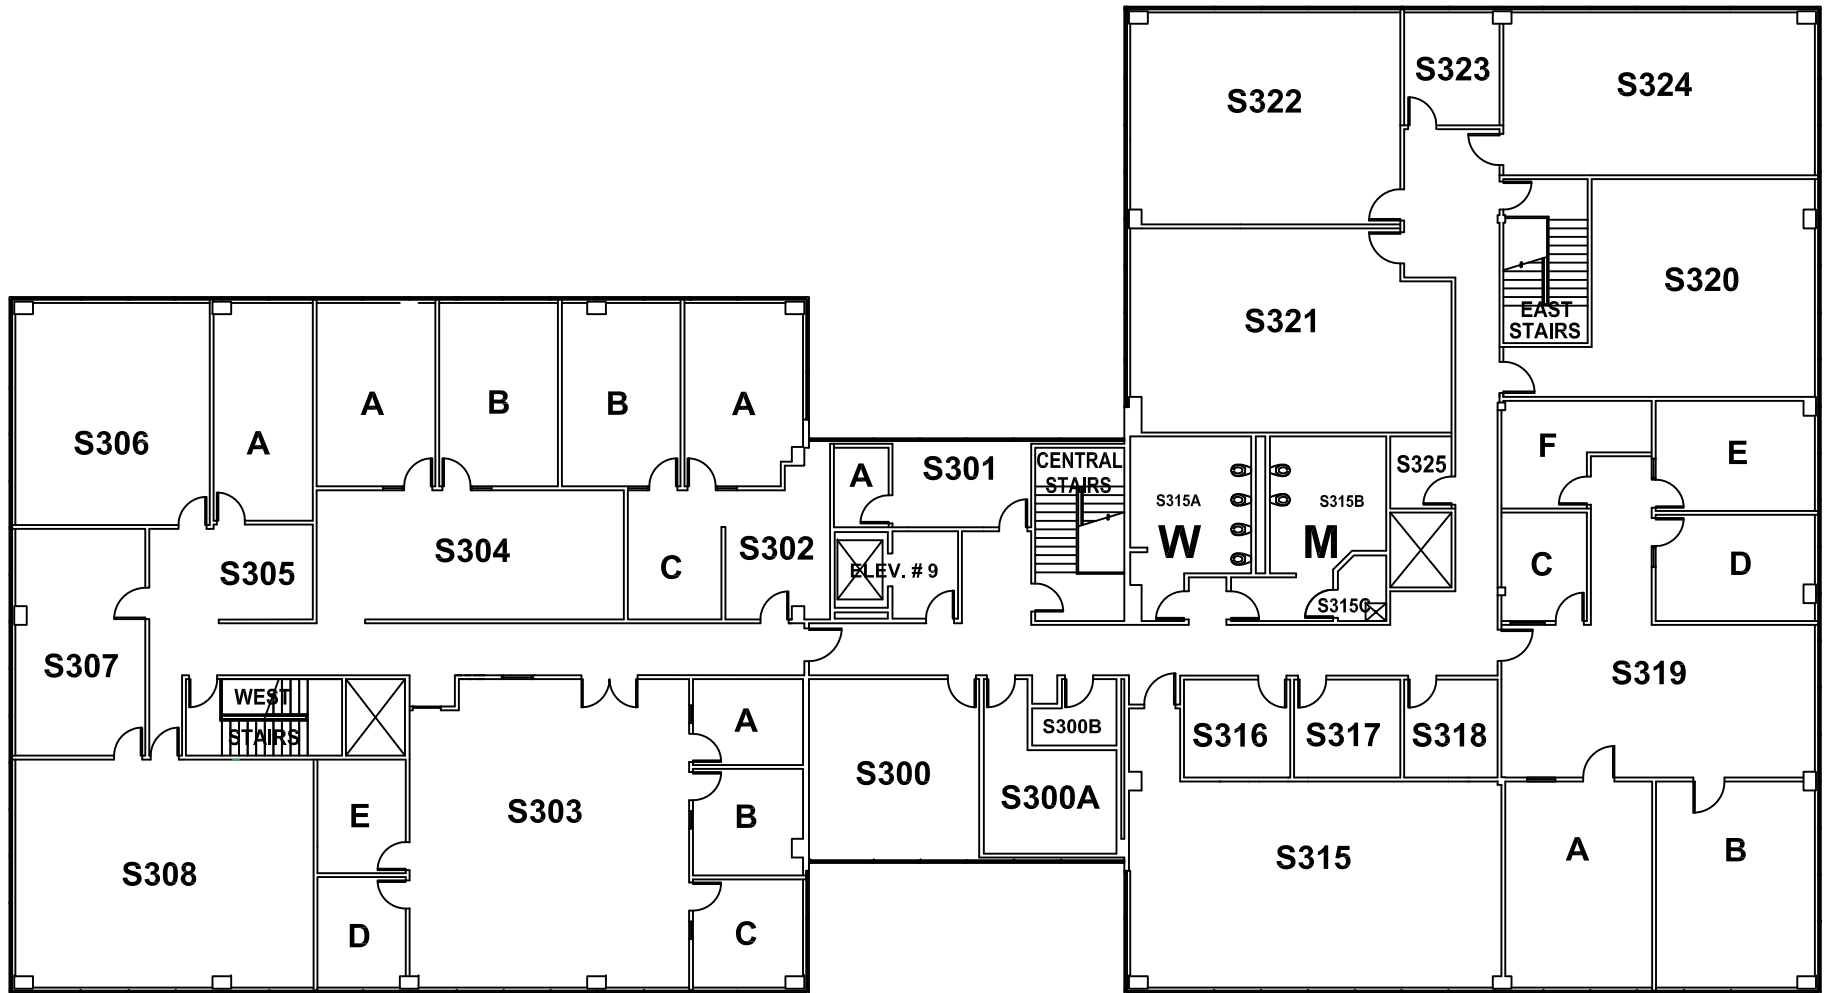 S323
S324
S322
S320
EAST
STAIRS
S321
A
B
B
A
S306
A
F
E
CENTRAL
STAIRS
S301
A
S325
S315A
S315B
W
M
S304
S302
C
S305
ELEV. # 9
C
D
S315C
S307
S319
WEST
STAIRS
A
S300B
S316
S317
S318
S300
S300A
E
S303
B
S308
S315
A
B
D
C